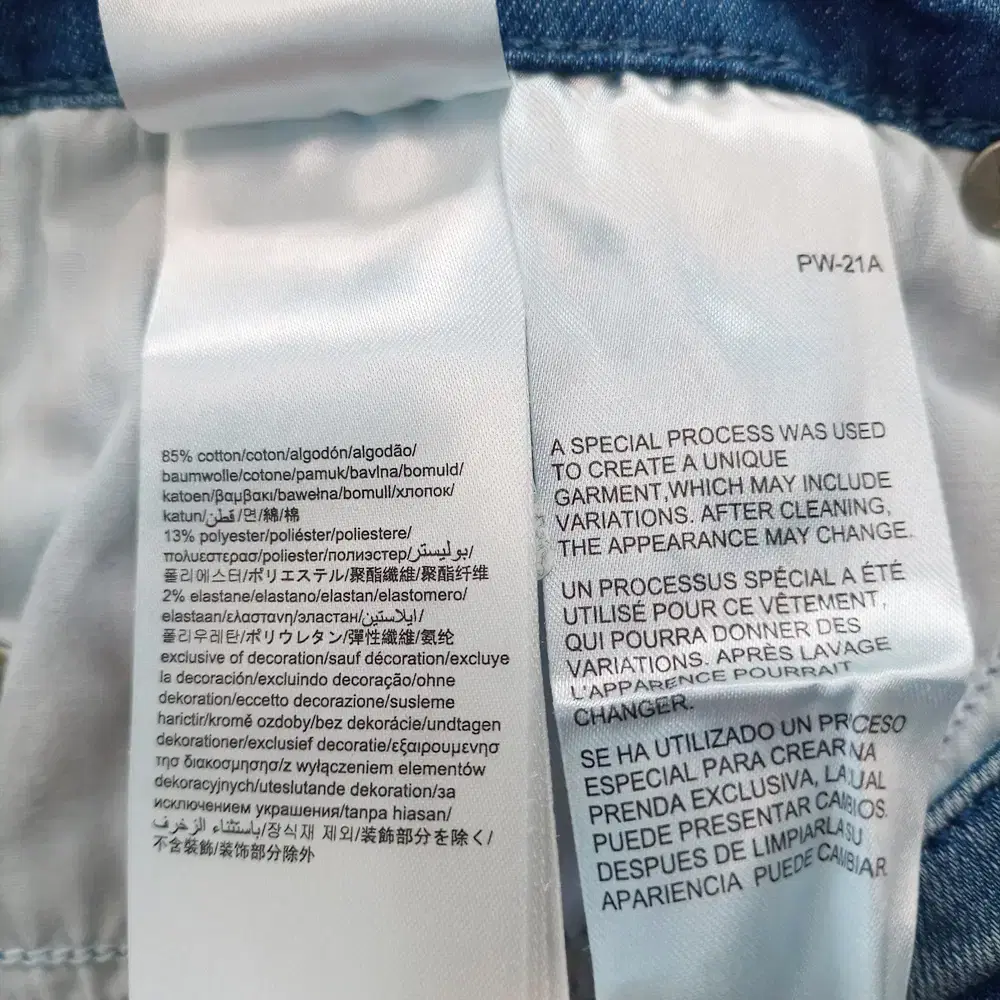 85% cotton/coton/algodón/algodão/
baumwolle/cotone/pamuk/bavlna/bomuld/
katoen/βαμβακι/bawełna/bomull/хлопок/
katun/قطن/면/綿/棉
13% polyester/poliéster/poliestere/
πολυεστερασ/poliester/полиэстер/بوليستر/
폴리에스터/ポリエステル/聚酯纖維/聚酯纤维
2% elastane/elastano/elastan/elastomero/
elastaan/ελαστανη/эластан/ايلاستين/
폴리우레탄/ポリウレタン/彈性纖維/氨纶
exclusive of decoration/sauf décoration/excluye
la decoración/excluindo decoração/ohne
dekoration/eccetto decorazione/susleme
harictir/kromě ozdoby/bez dekorácie/undtagen
dekorationer/exclusief decoratie/εξαιρουμενησ
τησ διακοσμησησ/z wyłączeniem elementów
dekoracyjnych/uteslutande dekoration/за
исключением украшения/tanpa hiasan/
باستثناء الزخرف/장식재 제외/装飾部分を除く/
不含裝飾/装饰部分除外
PW-21A
A SPECIAL PROCESS WAS USED
TO CREATE A UNIQUE
GARMENT,WHICH MAY INCLUDE
VARIATIONS. AFTER CLEANING,
THE APPEARANCE MAY CHANGE.
UN PROCESSUS SPÉCIAL A ÉTÉ
UTILISÉ POUR CE VÊTEMENT,
QUI POURRA DONNER DES
VARIATIONS. APRÈS LAVAGE
L'APPARENCE POURRAIT
CHANGER.
SE HA UTILIZADO UN PROCESO
ESPECIAL PARA CREAR UNA
PRENDA EXCLUSIVA, LA CUAL
PUEDE PRESENTAR CAMBIOS.
DESPUES DE LIMPIARLA SU
APARIENCIA PUEDE CAMBIAR